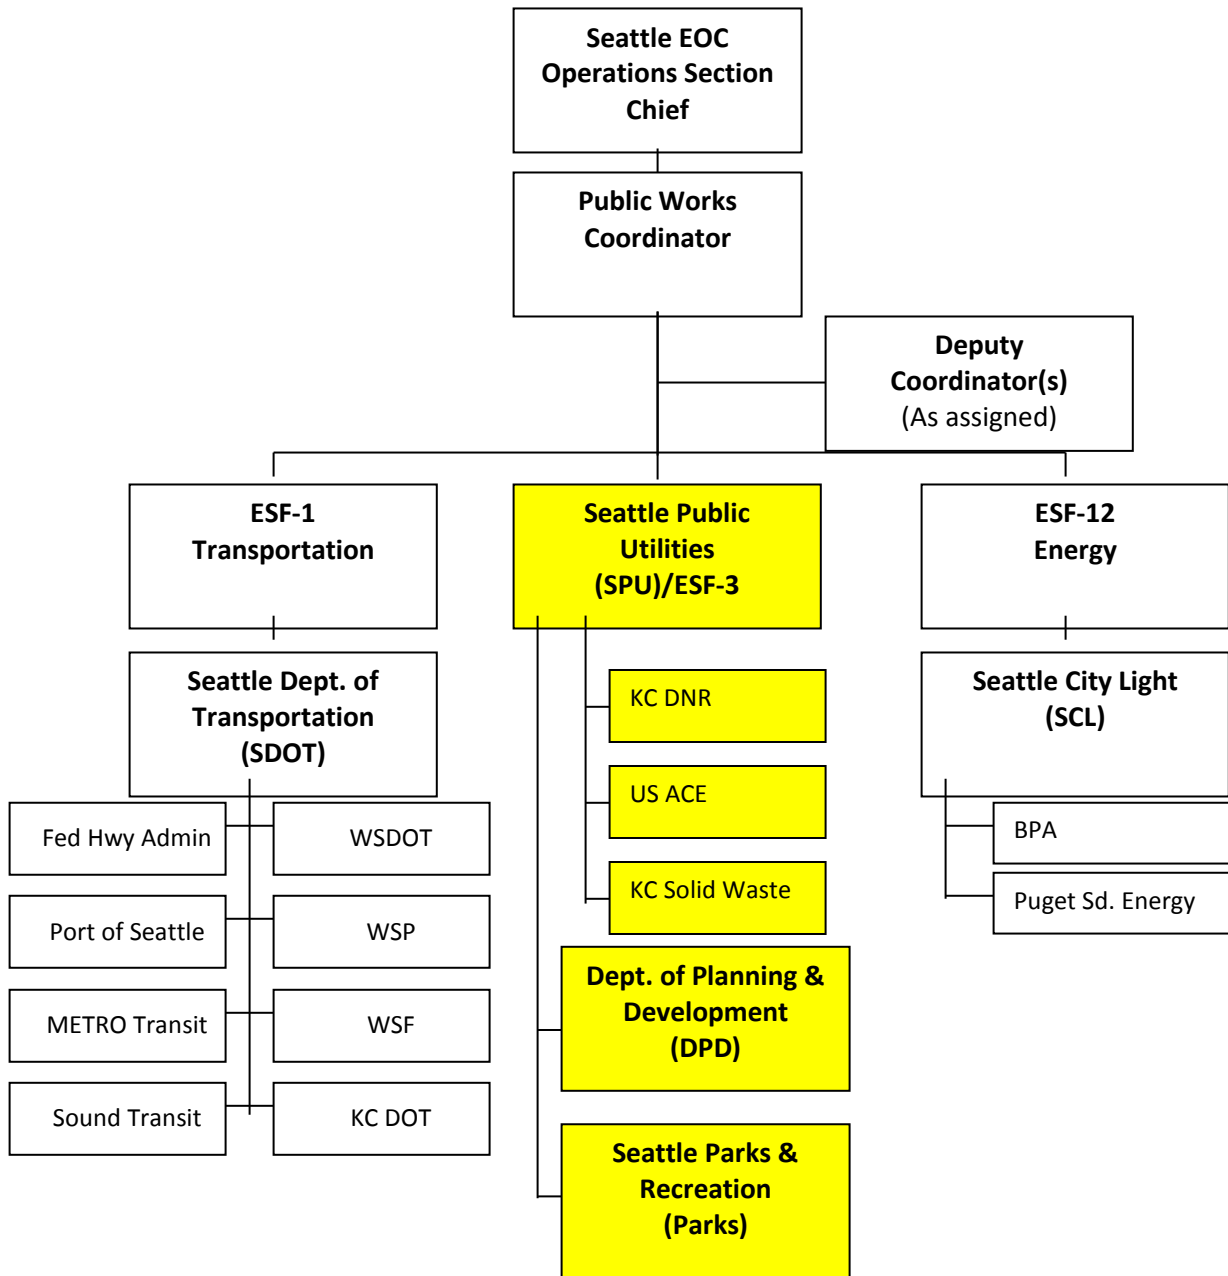 Seattle EOC
Operations Section
Chief
Public Works
Coordinator
Deputy
Coordinator(s)
(As assigned)
ESF-1
Transportation
Seattle Public
Utilities
(SPU)/ESF-3
ESF-12
Energy
Seattle Dept. of
Transportation
(SDOT)
Seattle City Light
(SCL)
KC DNR
US ACE
KC Solid Waste
Fed Hwy Admin
WSDOT
Port of Seattle
WSP
METRO Transit
WSF
Sound Transit
KC DOT
BPA
Puget Sd. Energy
Dept. of Planning &
Development
(DPD)
Seattle Parks &
Recreation
(Parks)